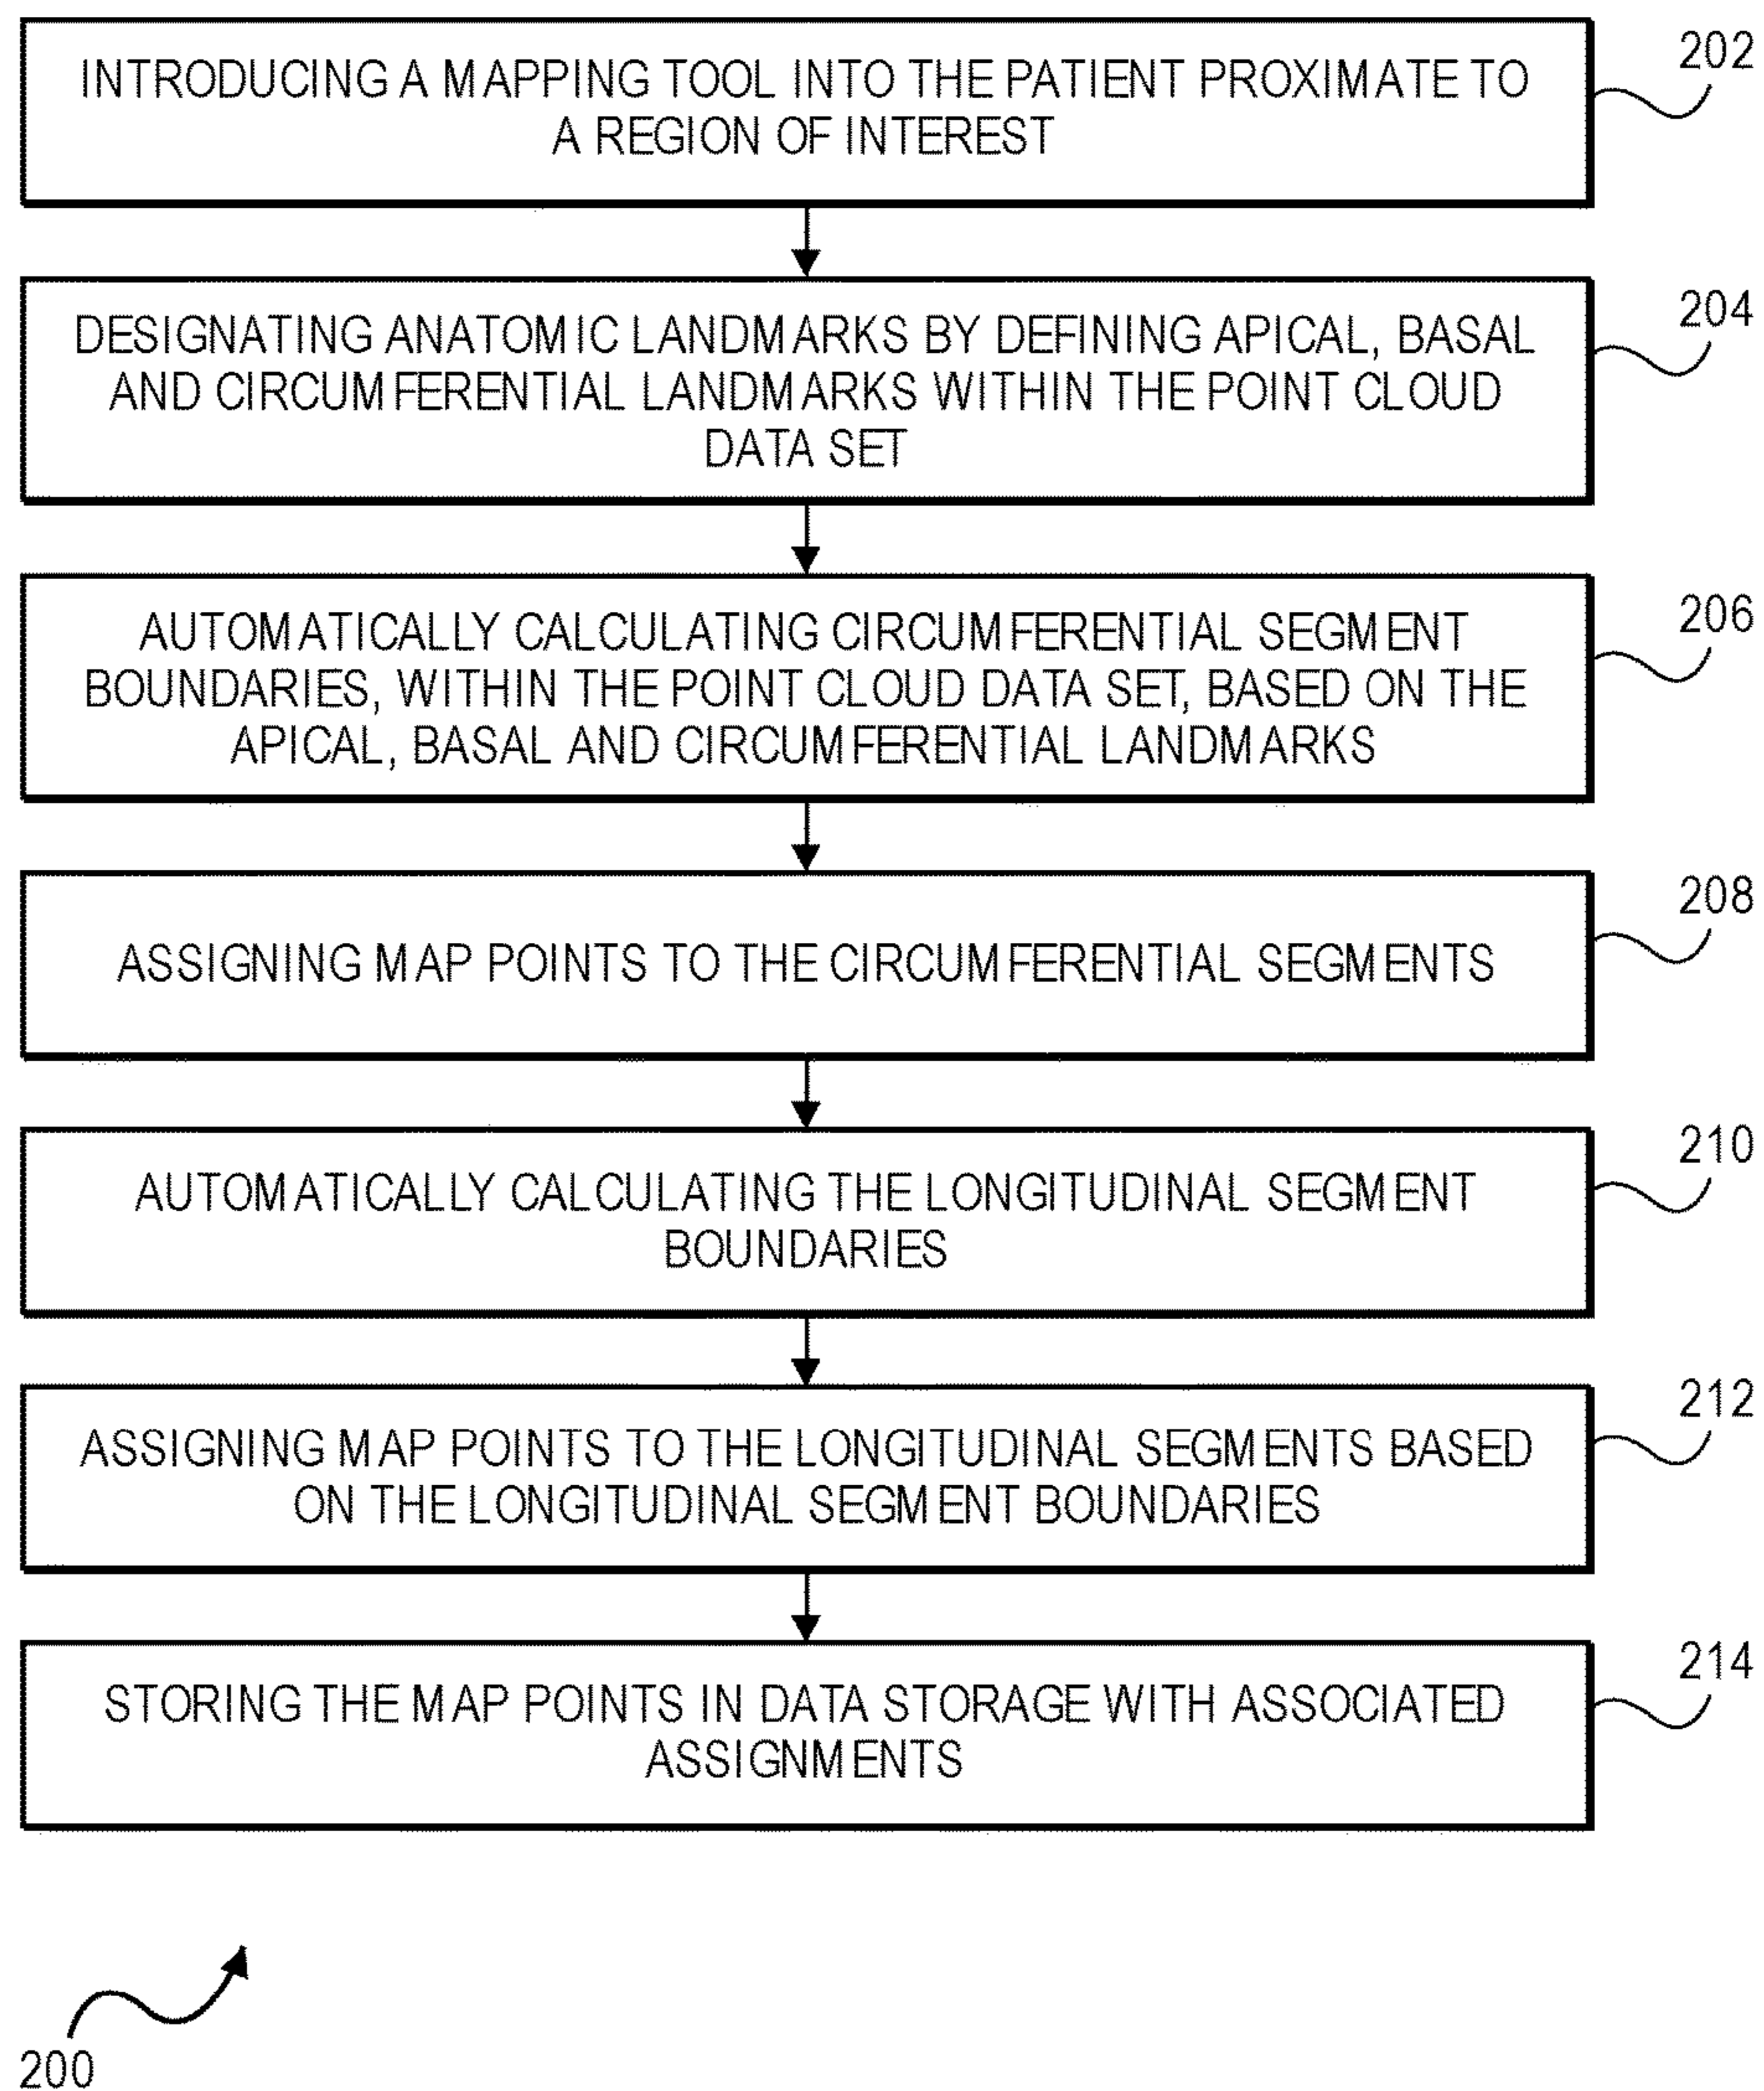 INTRODUCING A MAPPING TOOL INTO THE PATIENT PROXIMATE TO
A REGION OF INTEREST
202
DESIGNATING ANATOMIC LANDMARKS BY DEFINING APICAL, BASAL
AND CIRCUMFERENTIAL LANDMARKS WITHIN THE POINT CLOUD
DATA SET
204
AUTOMATICALLY CALCULATING CIRCUMFERENTIAL SEGMENT
BOUNDARIES, WITHIN THE POINT CLOUD DATA SET, BASED ON THE
APICAL, BASAL AND CIRCUMFERENTIAL LANDMARKS
206
ASSIGNING MAP POINTS TO THE CIRCUMFERENTIAL SEGMENTS
208
AUTOMATICALLY CALCULATING THE LONGITUDINAL SEGMENT
BOUNDARIES
210
ASSIGNING MAP POINTS TO THE LONGITUDINAL SEGMENTS BASED
ON THE LONGITUDINAL SEGMENT BOUNDARIES
212
STORING THE MAP POINTS IN DATA STORAGE WITH ASSOCIATED
ASSIGNMENTS
214
200